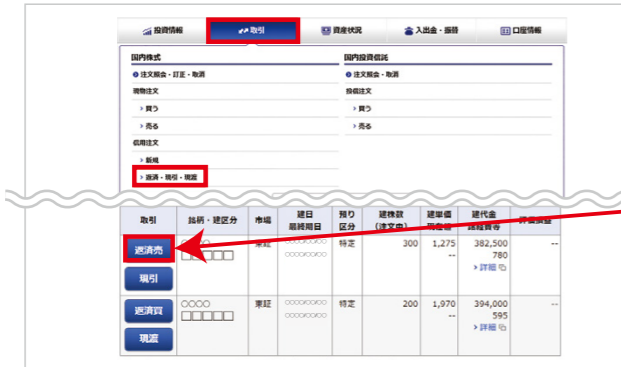 投資情報 取引 資産状況 入出金・振替 口座情報
国内株式 国内投資信託
注文照会・訂正・取消 注文照会・取消
現物注文 投信注文
> 買う > 買う
> 売る > 売る
信用注文
> 新規
> 返済・現引・現渡
取引 銘柄・建区分 市場 建日 預り 建株数 建単価 建代金
最終期日 区分 (注文中) 現在値 諸経費等 評価損益
返済売 ○○○○ 東証 ○○○○/○○/○○ 特定 300 1,275 382,500 --
□□□□□ ○○○○/○○/○○ -- 780
現引 > 詳細
返済買 ○○○○ 東証 ○○○○/○○/○○ 特定 200 1,970 394,000 --
□□□□□ ○○○○/○○/○○ -- 595
現渡 > 詳細